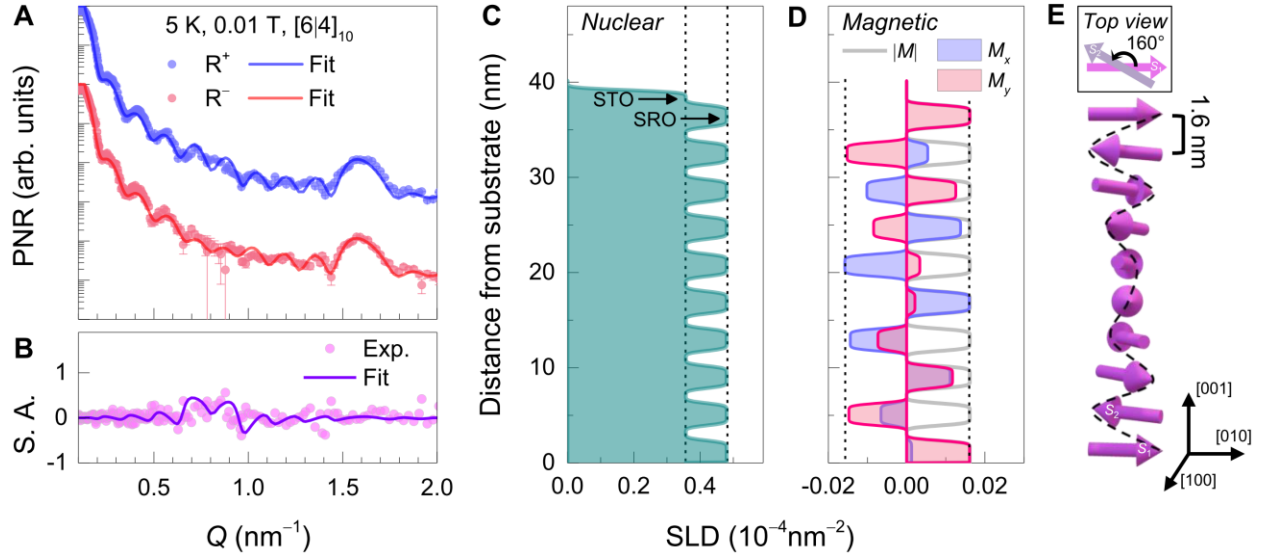 A
5 K, 0.01 T, [6|4]₁₀
R⁺ Fit
R⁻ Fit
PNR (arb. units)
B
Exp.
Fit
S. A.
1
0
-1
0.5 1.0 1.5 2.0
Q (nm⁻¹)
C
Nuclear
STO
SRO
Distance from substrate (nm)
40
30
20
10
0
0.0 0.2 0.4
D
Magnetic
|M| Mₓ
M_y
-0.02 0.00 0.02
SLD (10⁻⁴nm⁻²)
E
Top view
160°
S₁
1.6 nm
S₂
S₁
[001]
[010]
[100]